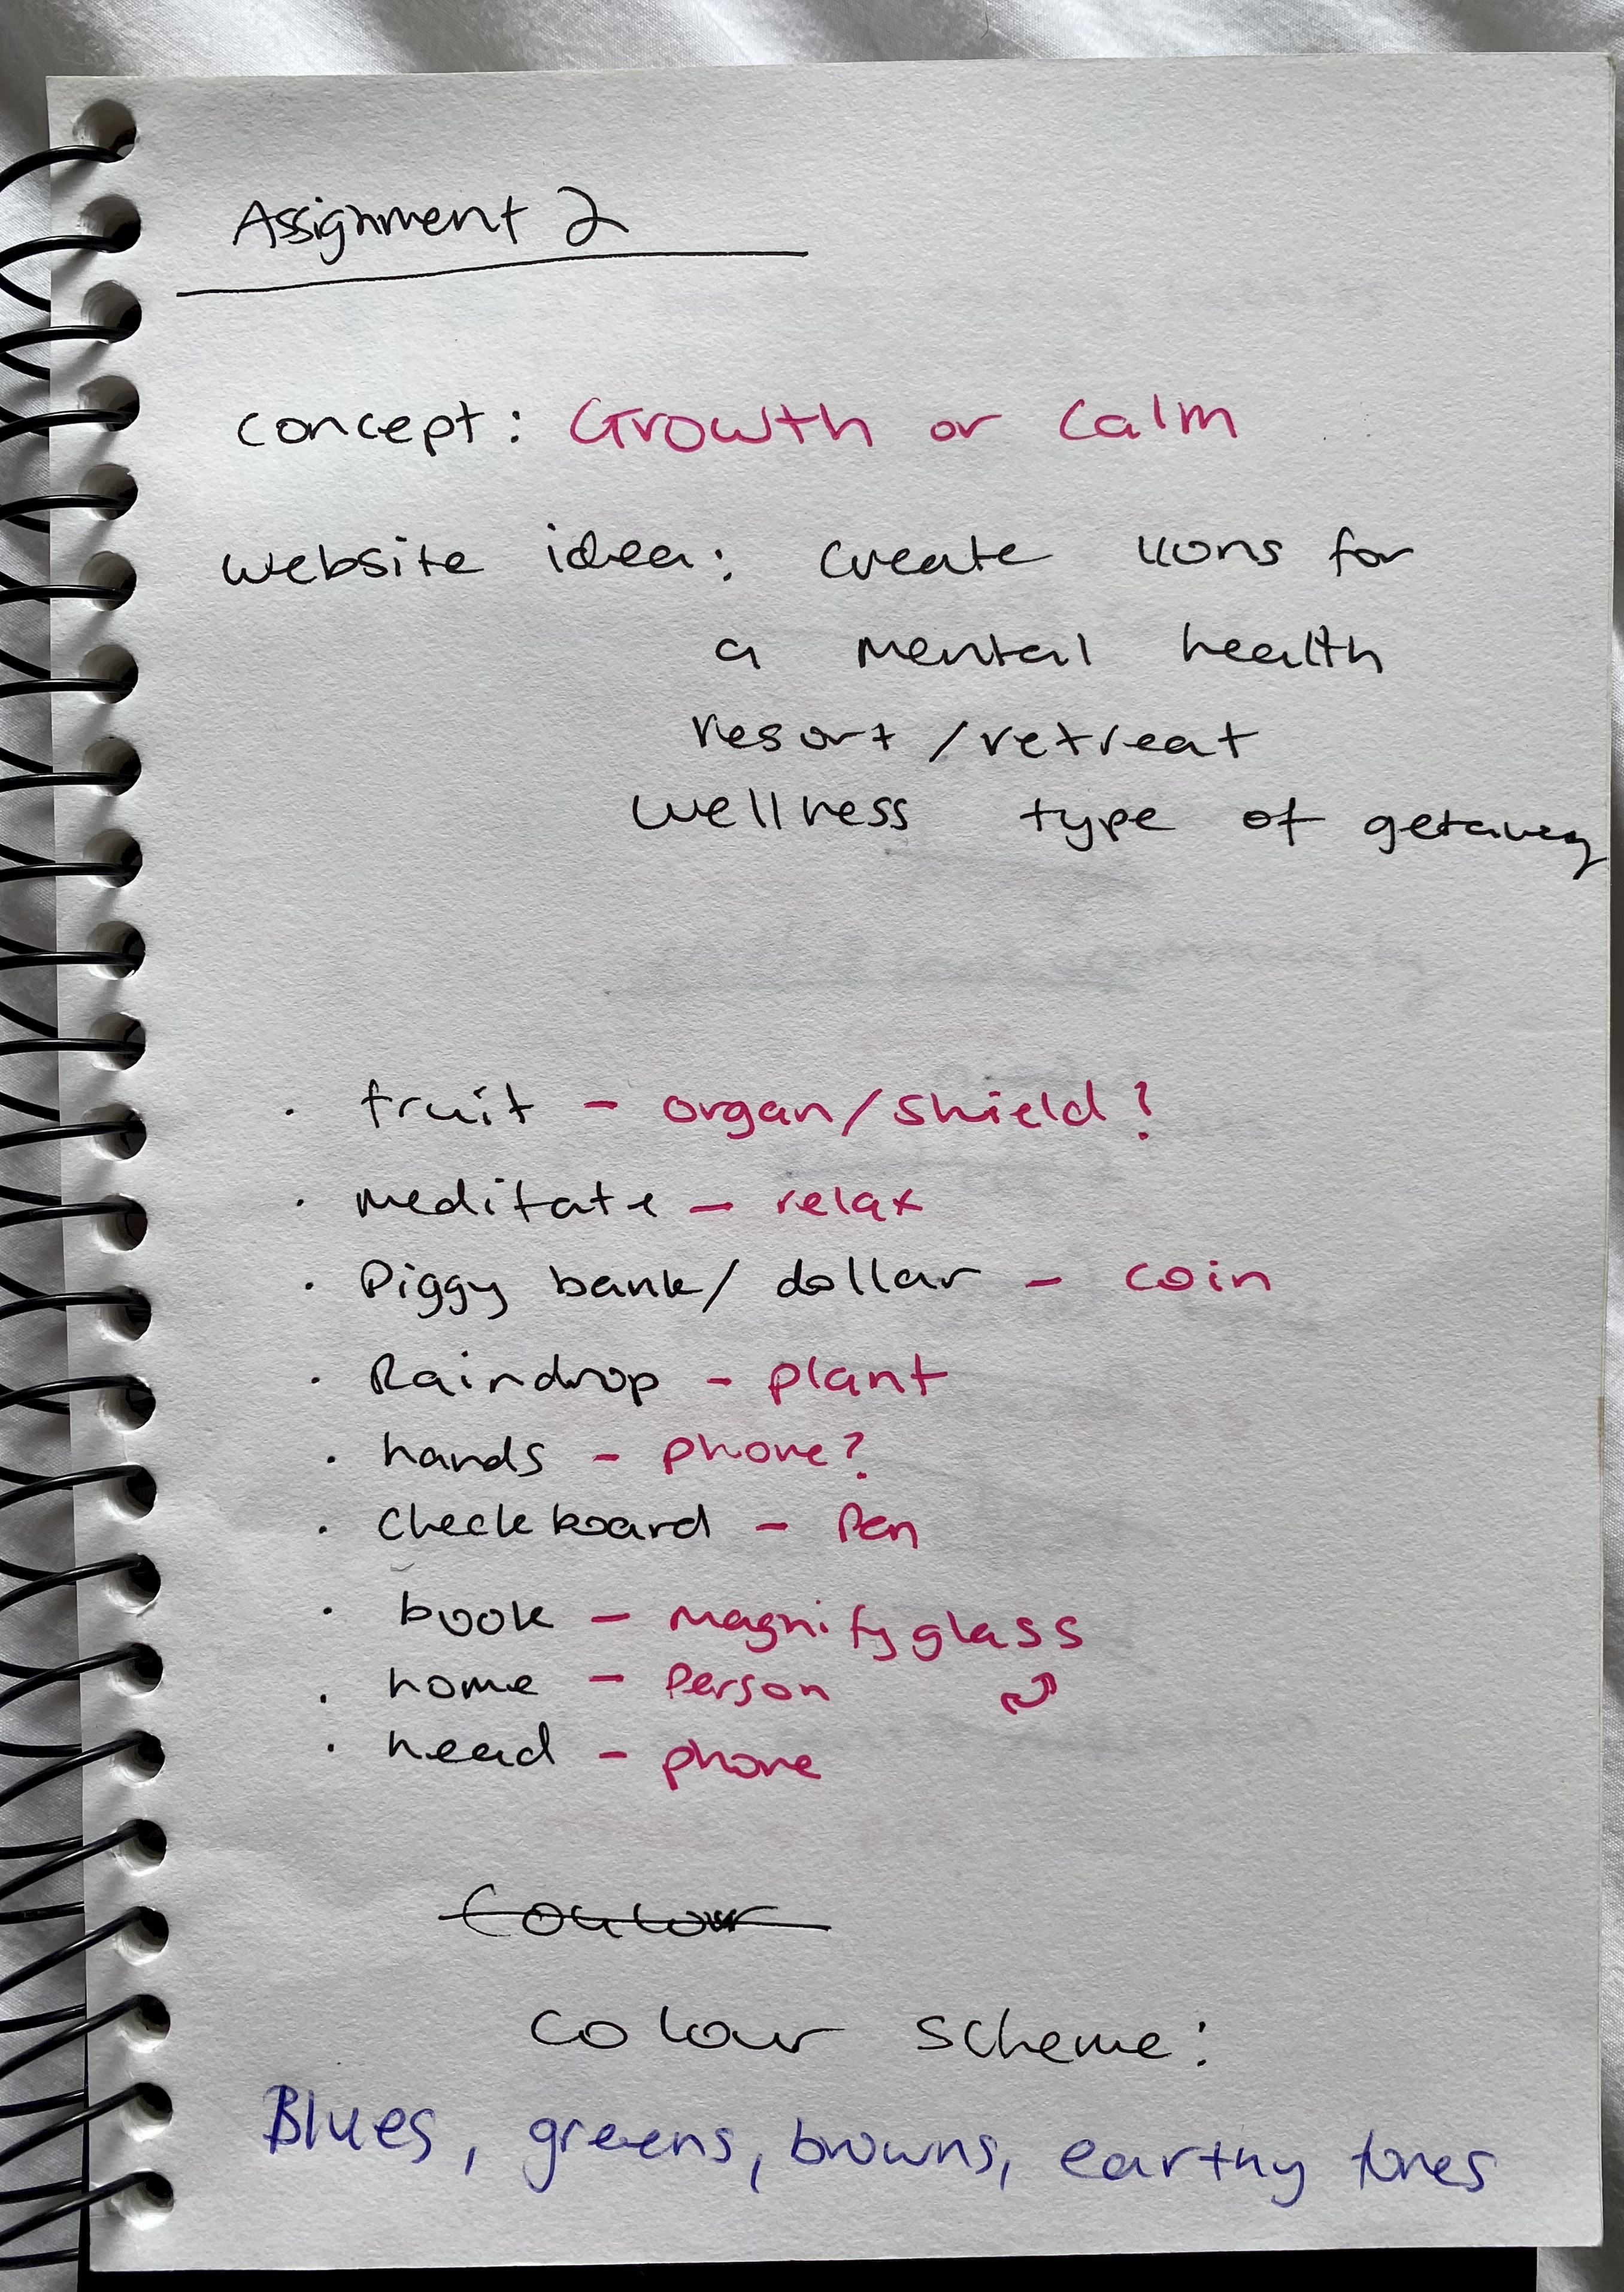 Assignment 2
concept: Growth or Calm
website idea: create icons for
a mental health
resort/retreat
wellness type of getaway
· fruit - organ/shield?
· meditate - relax
· Piggy bank/dollar - coin
· Raindrop - plant
· hands - phone?
· Checkboard - Pen
· book - magnifyglass
· home - Person
· head - phone
Colour scheme:
Blues, greens, browns, earthy tones